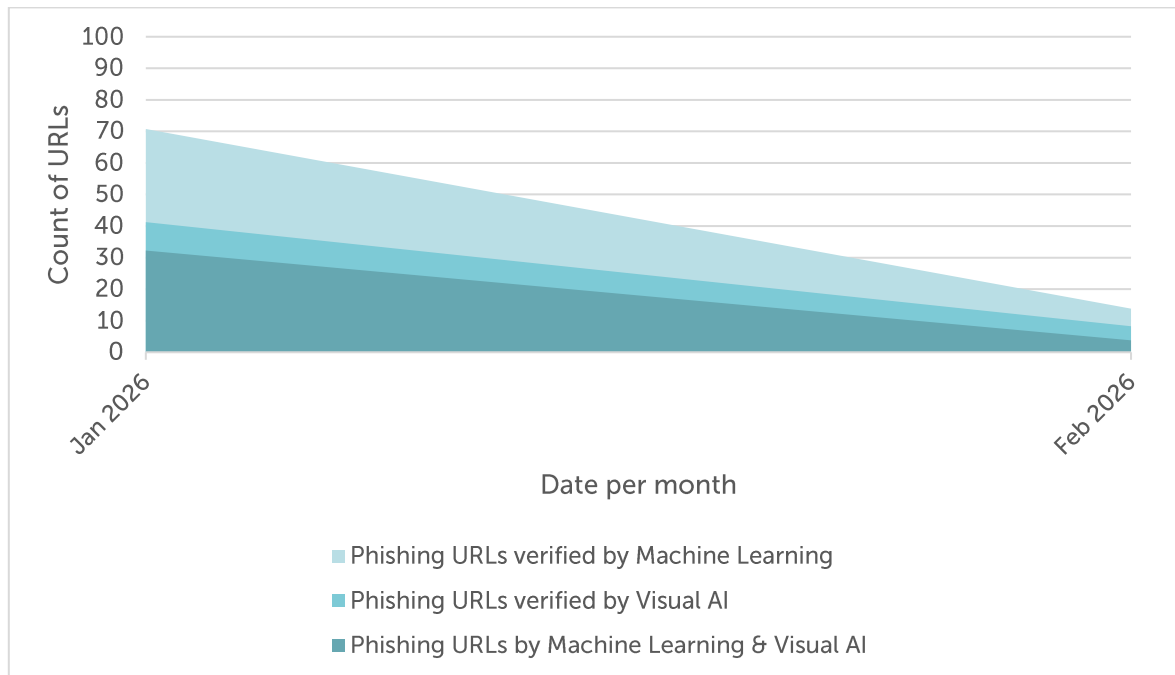 100
90
80
70
60
50
40
30
20
10
0
Count of URLs
Jan 2026
Feb 2026
Date per month
Phishing URLs verified by Machine Learning
Phishing URLs verified by Visual AI
Phishing URLs by Machine Learning & Visual AI